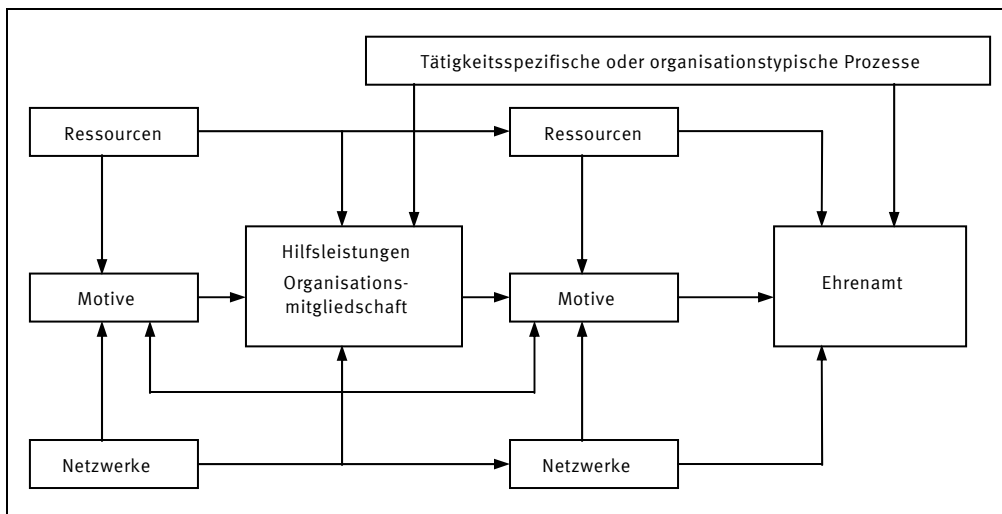 Tätigkeitsspezifische oder organisationstypische Prozesse
Ressourcen
Ressourcen
Hilfsleistungen
Organisations-
mitgliedschaft
Motive
Motive
Ehrenamt
Netzwerke
Netzwerke